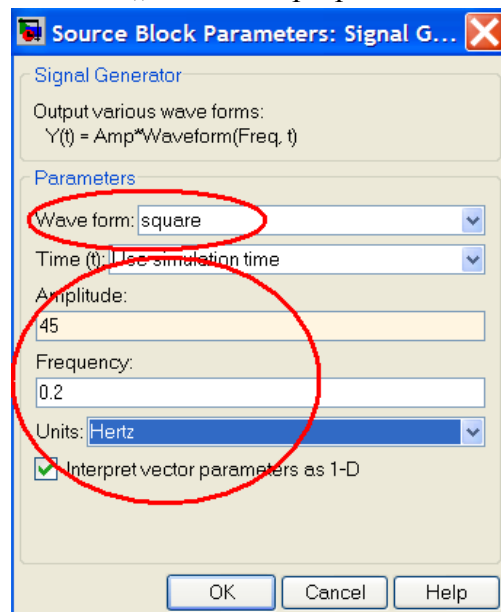 Source Block Parameters: Signal G...
Signal Generator
Output various wave forms:
Y(t) = Amp*Waveform(Freq, t)
Parameters
Wave form: square
Time (t): Use simulation time
Amplitude:
45
Frequency:
0.2
Units: Hertz
Interpret vector parameters as 1-D
OK Cancel Help